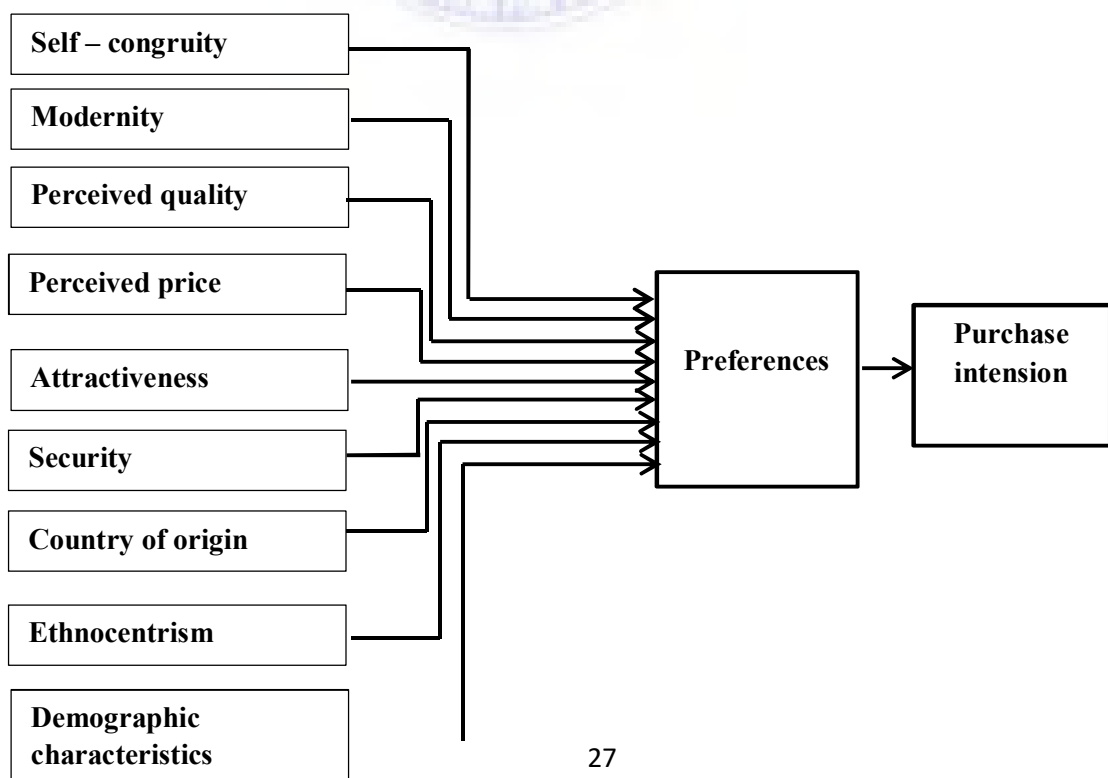 Self – congruity
Modernity
Perceived quality
Perceived price
Attractiveness
Security
Country of origin
Ethnocentrism
Demographic
characteristics
Preferences
Purchase
intension
27